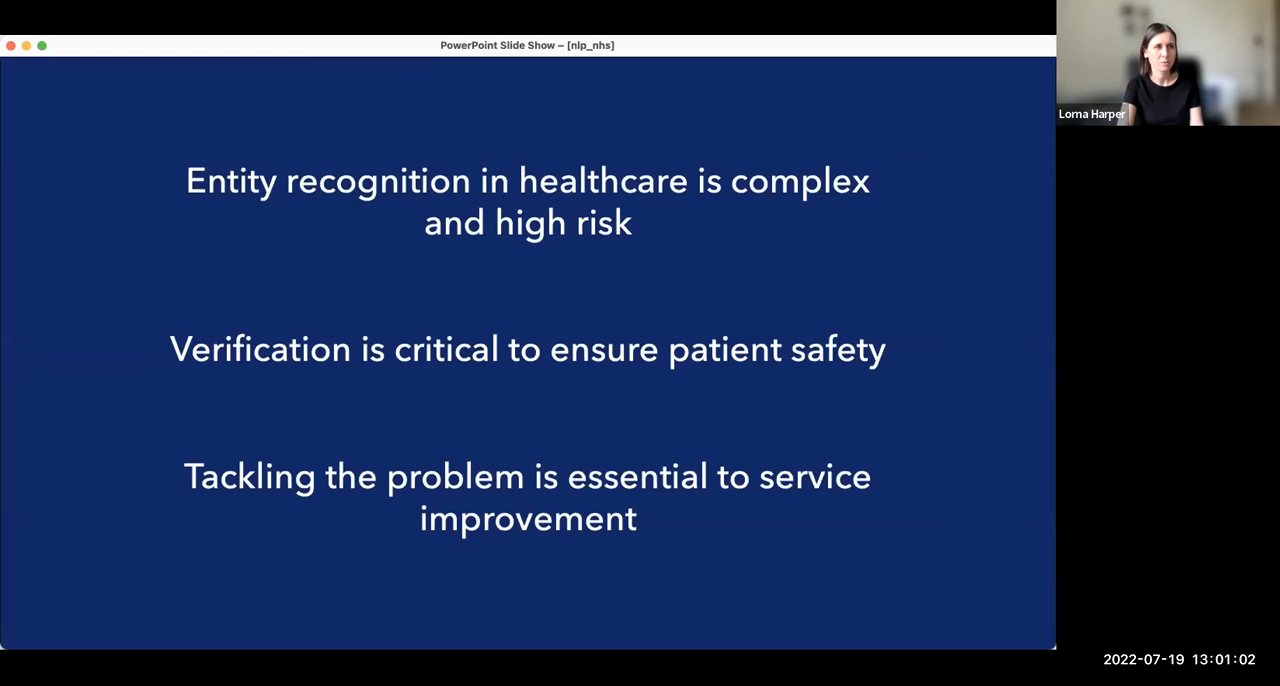 PowerPoint Slide Show – [nlp_nhs]
Lorna Harper
Entity recognition in healthcare is complex
and high risk
Verification is critical to ensure patient safety
Tackling the problem is essential to service
improvement
2022-07-19 13:01:02